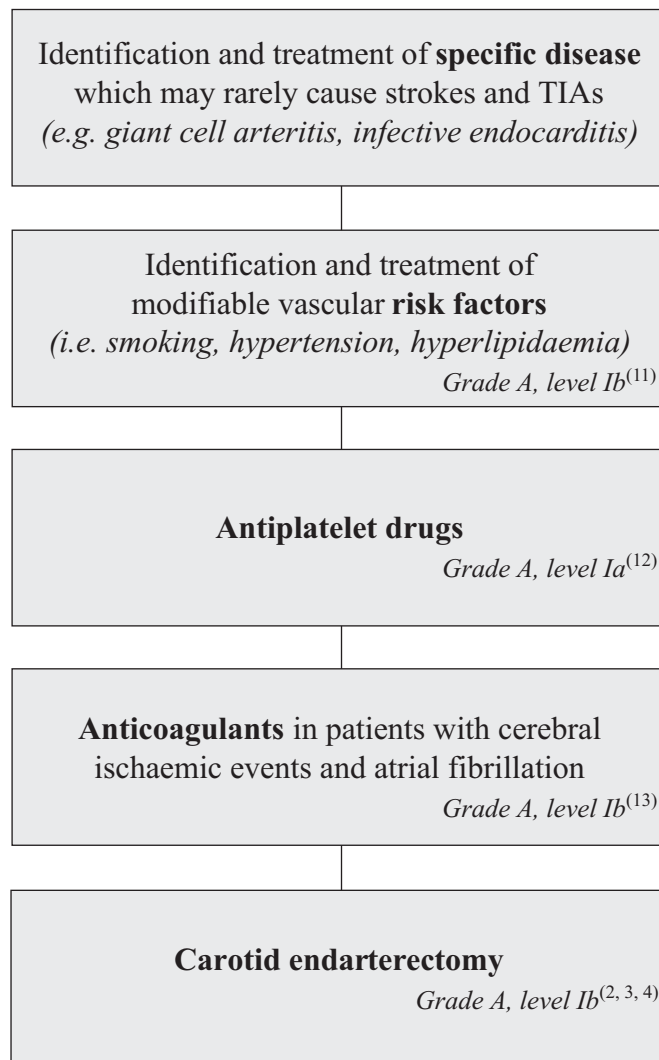 Identification and treatment of specific disease
which may rarely cause strokes and TIAs
(e.g. giant cell arteritis, infective endocarditis)
Identification and treatment of
modifiable vascular risk factors
(i.e. smoking, hypertension, hyperlipidaemia)
Grade A, level Ib(11)
Antiplatelet drugs
Grade A, level Ia(12)
Anticoagulants in patients with cerebral
ischaemic events and atrial fibrillation
Grade A, level Ib(13)
Carotid endarterectomy
Grade A, level Ib(2, 3, 4)